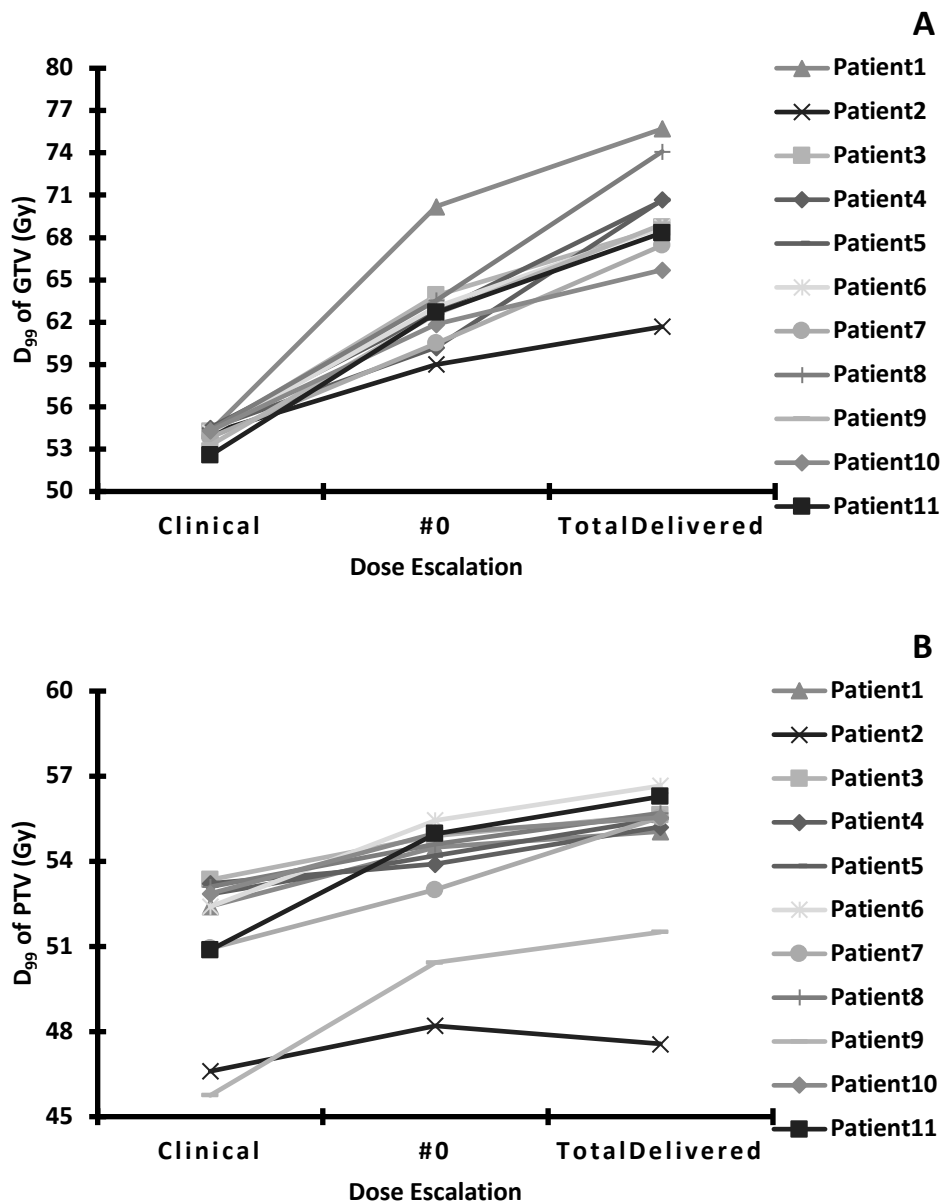 A
80
77
74
71
68
65
62
59
56
53
50
D99 of GTV (Gy)
Clinical #0 TotalDelivered
Dose Escalation
Patient1
Patient2
Patient3
Patient4
Patient5
Patient6
Patient7
Patient8
Patient9
Patient10
Patient11
B
60
57
54
51
48
45
D99 of PTV (Gy)
Clinical #0 TotalDelivered
Dose Escalation
Patient1
Patient2
Patient3
Patient4
Patient5
Patient6
Patient7
Patient8
Patient9
Patient10
Patient11